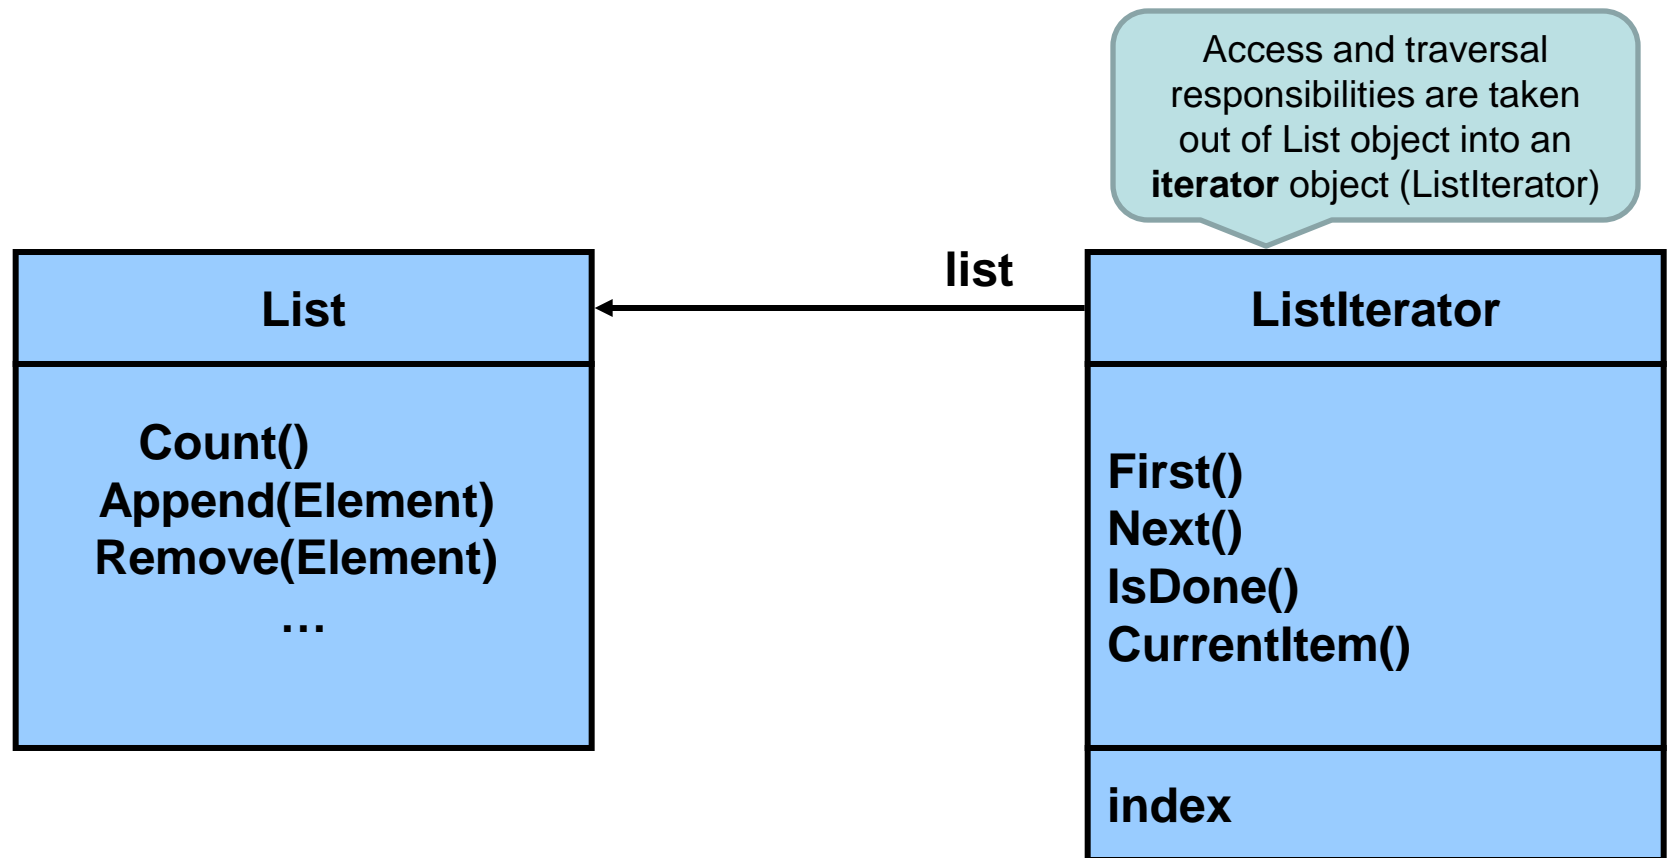 Access and traversal
responsibilities are taken
out of List object into an
iterator object (ListIterator)
list
List
Count()
Append(Element)
Remove(Element)
…
ListIterator
First()
Next()
IsDone()
CurrentItem()
index